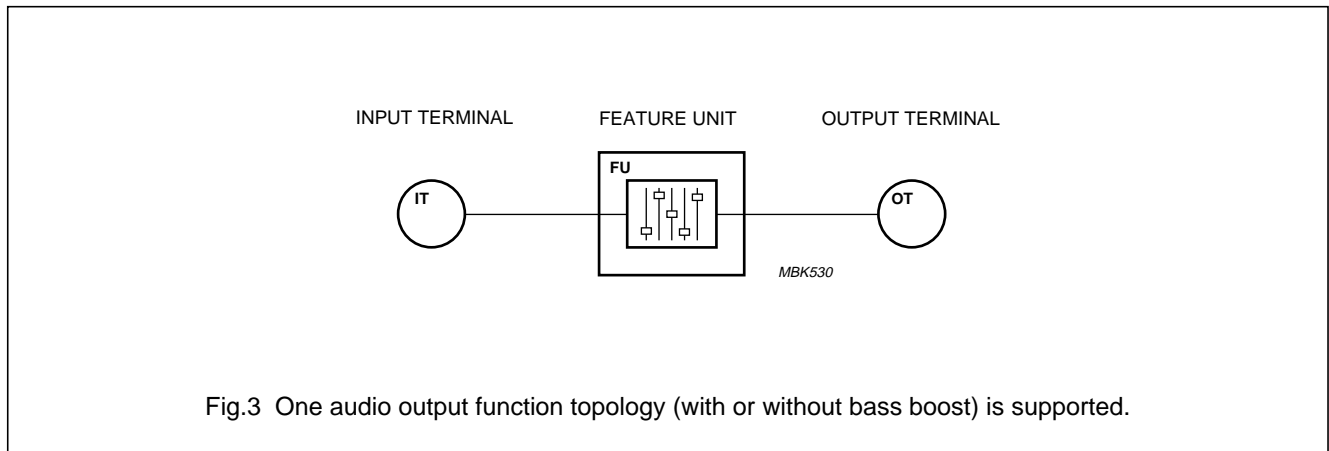 INPUT TERMINAL
FEATURE UNIT
OUTPUT TERMINAL
FU
IT
OT
MBK530
Fig.3 One audio output function topology (with or without bass boost) is supported.